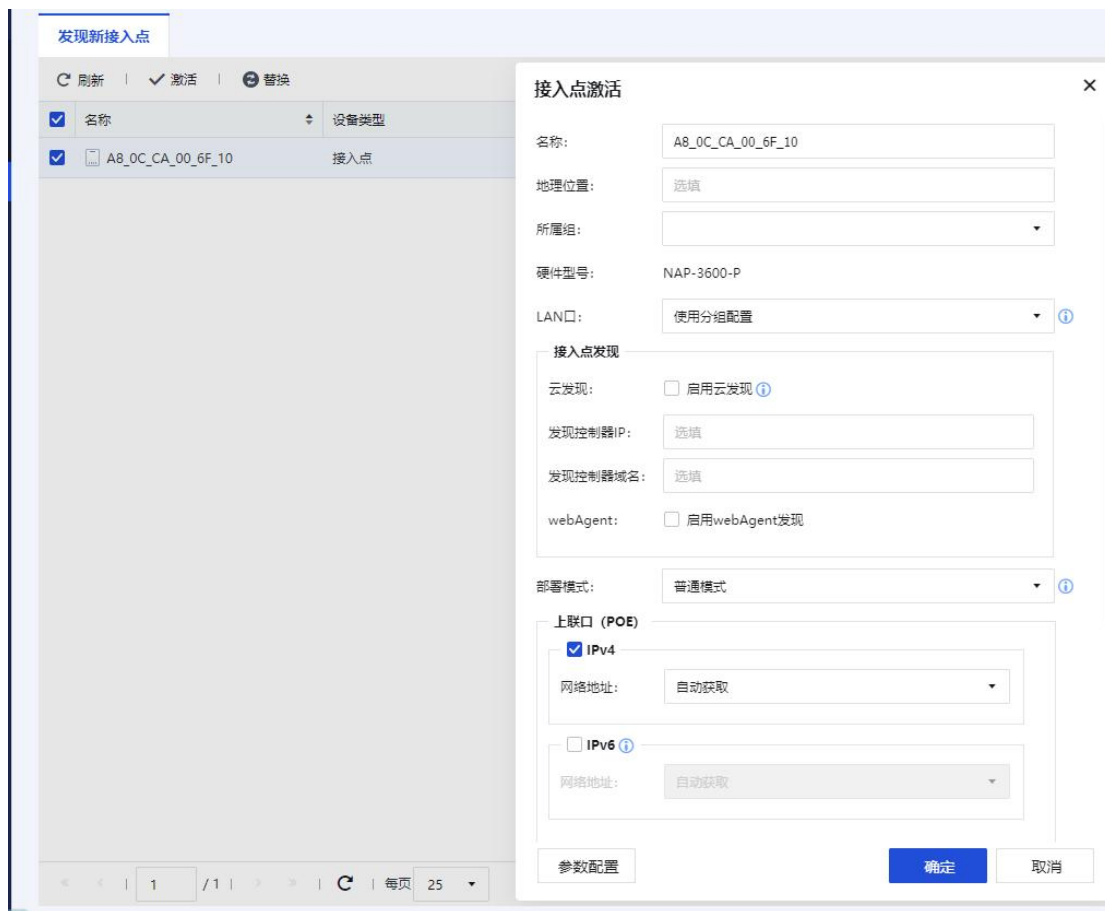 发现新接入点
刷新 激活 替换
名称 设备类型
A8_0C_CA_00_6F_10 接入点
接入点激活
名称: A8_0C_CA_00_6F_10
地理位置: 选填
所属组:
硬件型号: NAP-3600-P
LAN口: 使用分组配置
接入点发现
云发现: 启用云发现
发现控制器IP: 选填
发现控制器域名: 选填
webAgent: 启用webAgent发现
部署模式: 普通模式
上联口 (POE)
IPv4
网络地址: 自动获取
IPv6
网络地址: 自动获取
参数配置 确定 取消
1 / 1 每页 25